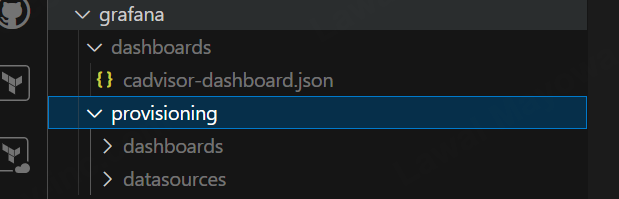 grafana
dashboards
{} cadvisor-dashboard.json
provisioning
dashboards
datasources